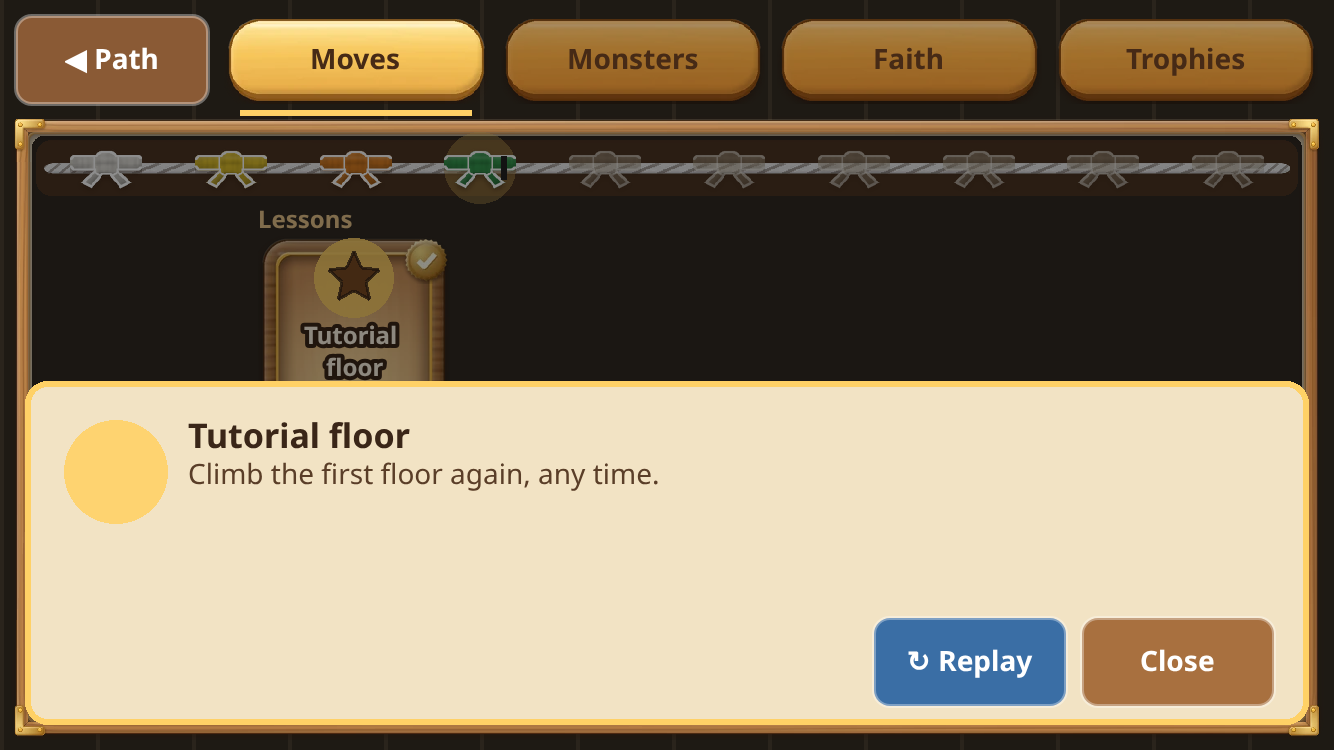 ◀ Path
Moves
Monsters
Faith
Trophies
Lessons
Tutorial
floor
Tutorial floor
Climb the first floor again, any time.
↻ Replay
Close